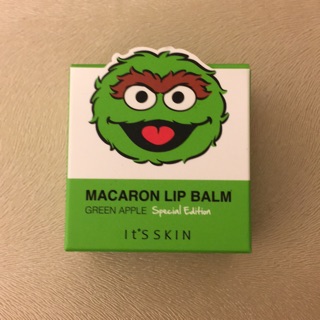 MACARON LIP BALM
GREEN APPLE Special Edition
It'S SKIN